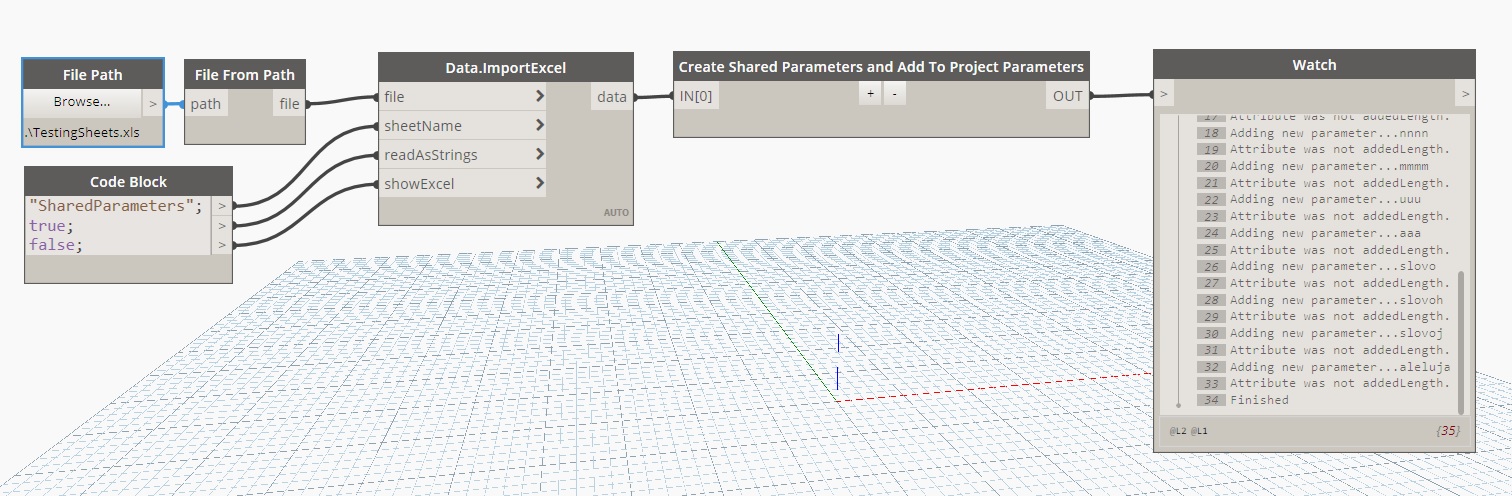 File Path
Browse...
>
.\TestingSheets.xls
File From Path
path
file
Code Block
"SharedParameters";
>
true;
>
false;
>
Data.ImportExcel
file
data
sheetName
readAsStrings
showExcel
AUTO
Create Shared Parameters and Add To Project Parameters
IN[0]
+
-
OUT
Watch
>
>
17 Attribute was not addedLength.
18 Adding new parameter...nnnn
19 Attribute was not addedLength.
20 Adding new parameter...mmmm
21 Attribute was not addedLength.
22 Adding new parameter...uuu
23 Attribute was not addedLength.
24 Adding new parameter...aaa
25 Attribute was not addedLength.
26 Adding new parameter...slovo
27 Attribute was not addedLength.
28 Adding new parameter...slovoh
29 Attribute was not addedLength.
30 Adding new parameter...slovoj
31 Attribute was not addedLength.
32 Adding new parameter...aleluja
33 Attribute was not addedLength.
34 Finished
@L2 @L1
{35}